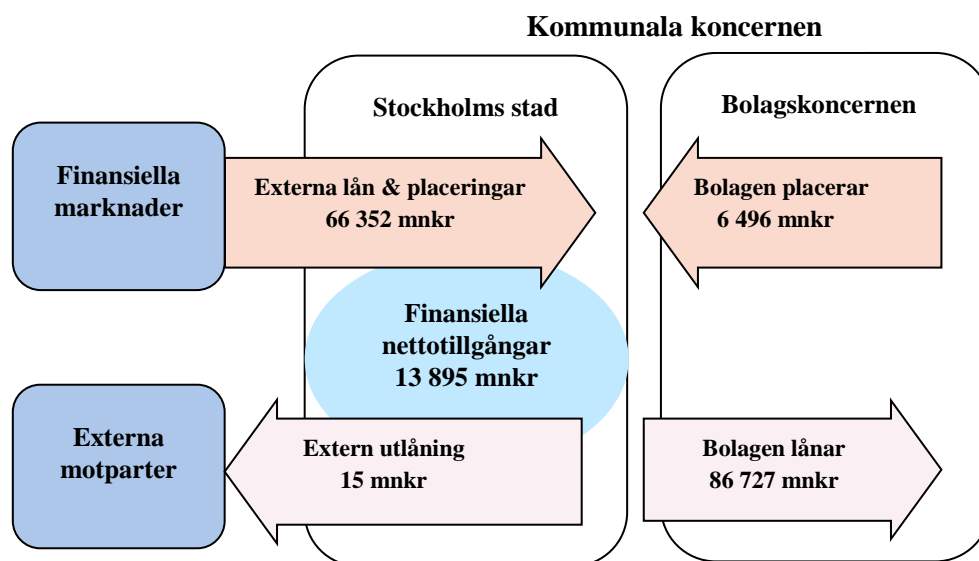 Kommunala koncernen
Stockholms stad
Bolagskoncernen
Finansiella
marknader
Externa lån & placeringar
66 352 mnkr
Bolagen placerar
6 496 mnkr
Finansiella
nettotillgångar
13 895 mnkr
Externa
motparter
Extern utlåning
15 mnkr
Bolagen lånar
86 727 mnkr